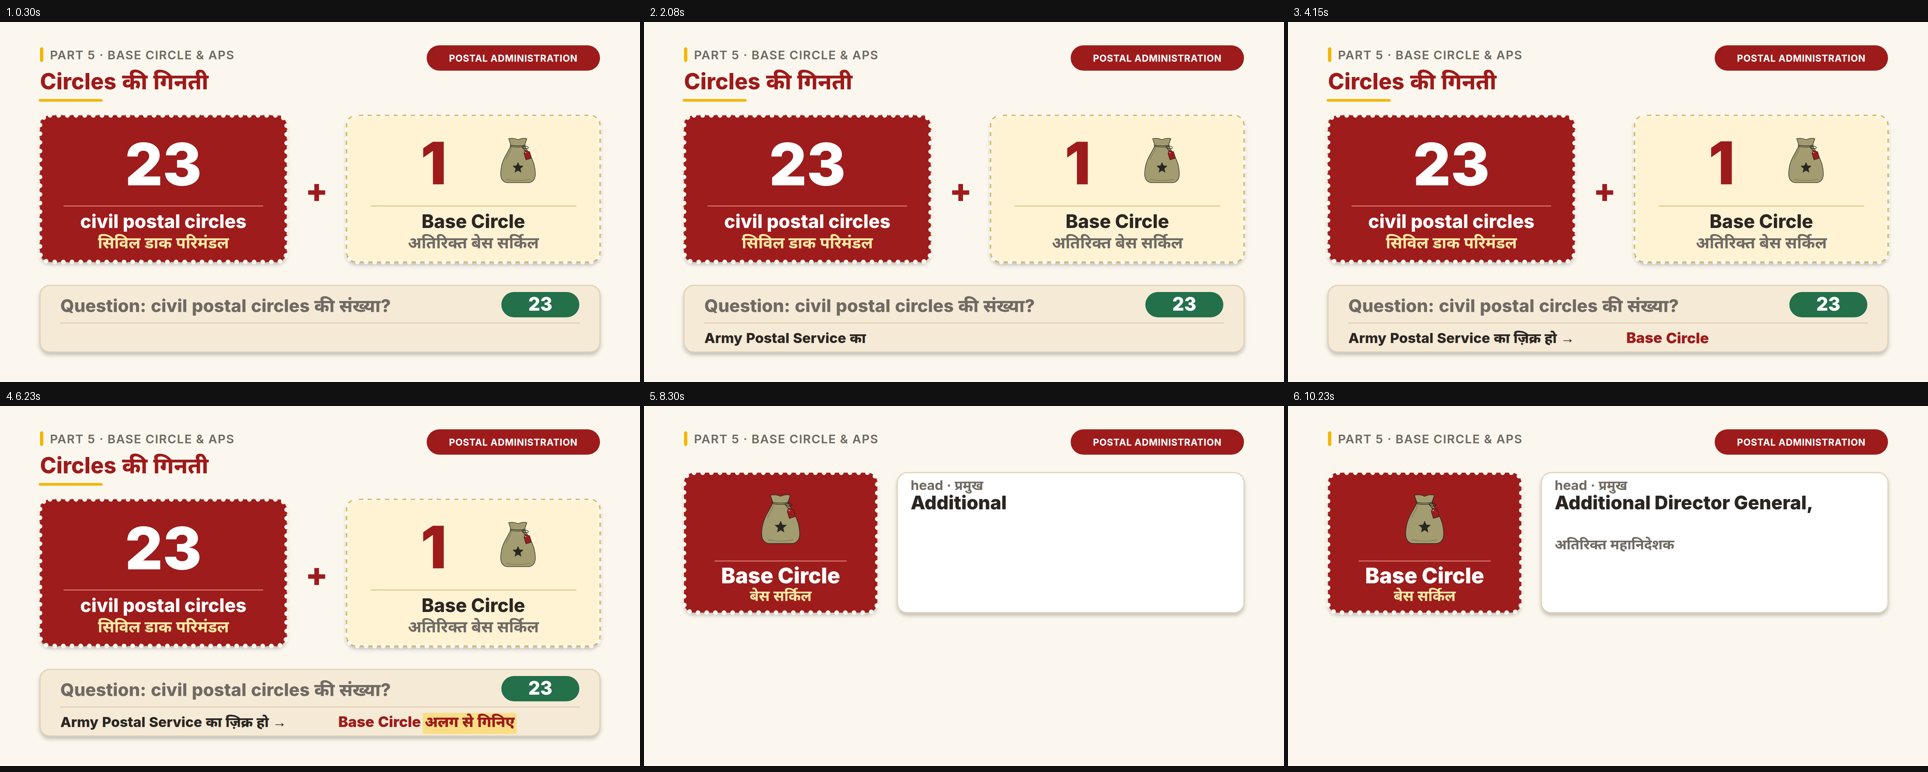 1. 0.30s
PART 5 · BASE CIRCLE & APS
POSTAL ADMINISTRATION
Circles की गिनती
23
civil postal circles
सिविल डाक परिमंडल
+
1
Base Circle
अतिरिक्त बेस सर्किल
Question: civil postal circles की संख्या?
23
2. 2.08s
PART 5 · BASE CIRCLE & APS
POSTAL ADMINISTRATION
Circles की गिनती
23
civil postal circles
सिविल डाक परिमंडल
+
1
Base Circle
अतिरिक्त बेस सर्किल
Question: civil postal circles की संख्या?
23
Army Postal Service का
3. 4.15s
PART 5 · BASE CIRCLE & APS
POSTAL ADMINISTRATION
Circles की गिनती
23
civil postal circles
सिविल डाक परिमंडल
+
1
Base Circle
अतिरिक्त बेस सर्किल
Question: civil postal circles की संख्या?
23
Army Postal Service का ज़िक्र हो → Base Circle
4. 6.23s
PART 5 · BASE CIRCLE & APS
POSTAL ADMINISTRATION
Circles की गिनती
23
civil postal circles
सिविल डाक परिमंडल
+
1
Base Circle
अतिरिक्त बेस सर्किल
Question: civil postal circles की संख्या?
23
Army Postal Service का ज़िक्र हो → Base Circle अलग से गिनिए
5. 8.30s
PART 5 · BASE CIRCLE & APS
POSTAL ADMINISTRATION
Base Circle
बेस सर्किल
head · प्रमुख
Additional
6. 10.23s
PART 5 · BASE CIRCLE & APS
POSTAL ADMINISTRATION
Base Circle
बेस सर्किल
head · प्रमुख
Additional Director General,
अतिरिक्त महानिदेशक